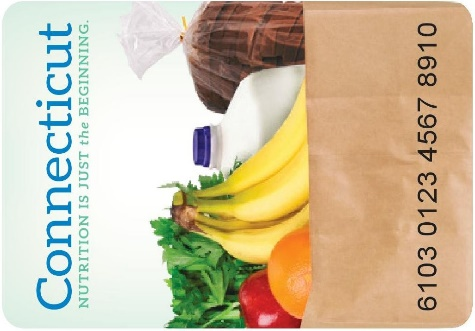 Connecticut
NUTRITION IS JUST the BEGINNING.
6103 0123 4567 8910